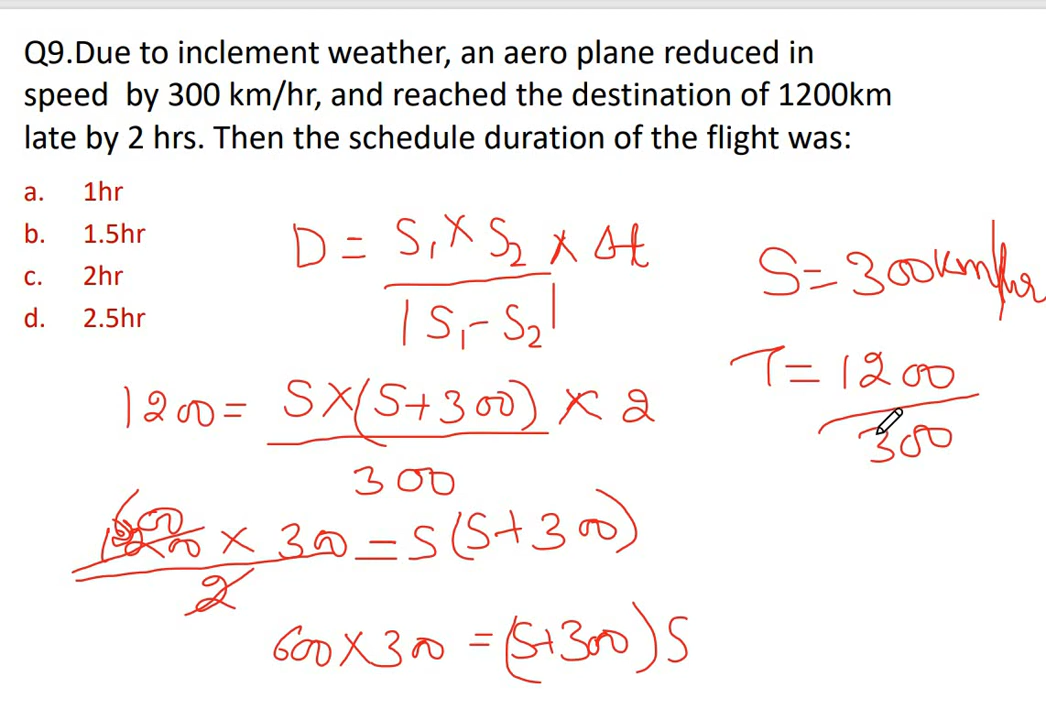 Q9.Due to inclement weather, an aero plane reduced in
speed by 300 km/hr, and reached the destination of 1200km
late by 2 hrs. Then the schedule duration of the flight was:
a. 1hr
b. 1.5hr
c. 2hr
d. 2.5hr
D = S₁ × S₂ × Δt
|S₁ - S₂|
1200 = S×(S+300) × 2
300
600
1200 × 300 = S(S+300)
2
600 × 300 = (S+300) S
S = 300km/hr
T = 1200
300